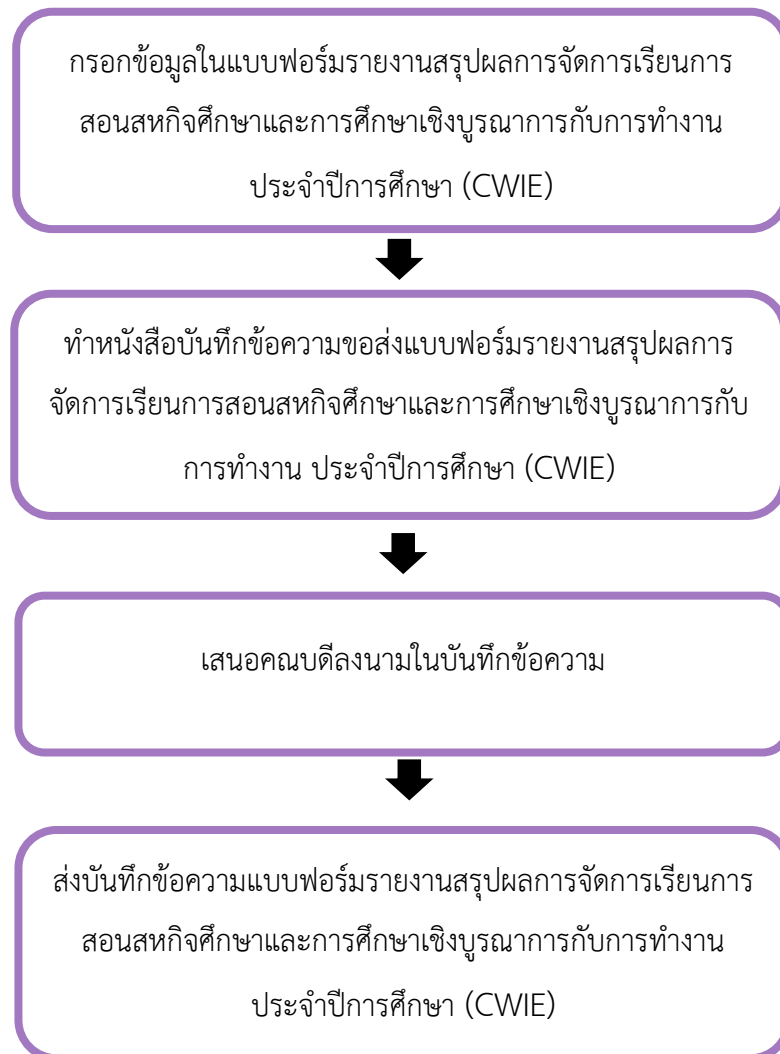 กรอกข้อมูลในแบบฟอร์มรายงานสรุปผลการจัดการเรียนการ
สอนสหกิจศึกษาและการศึกษาเชิงบูรณาการกับการทำงาน
ประจำปีการศึกษา (CWIE)
ทำหนังสือบันทึกข้อความขอส่งแบบฟอร์มรายงานสรุปผลการ
จัดการเรียนการสอนสหกิจศึกษาและการศึกษาเชิงบูรณาการกับ
การทำงาน ประจำปีการศึกษา (CWIE)
เสนอคณบดีลงนามในบันทึกข้อความ
ส่งบันทึกข้อความแบบฟอร์มรายงานสรุปผลการจัดการเรียนการ
สอนสหกิจศึกษาและการศึกษาเชิงบูรณาการกับการทำงาน
ประจำปีการศึกษา (CWIE)